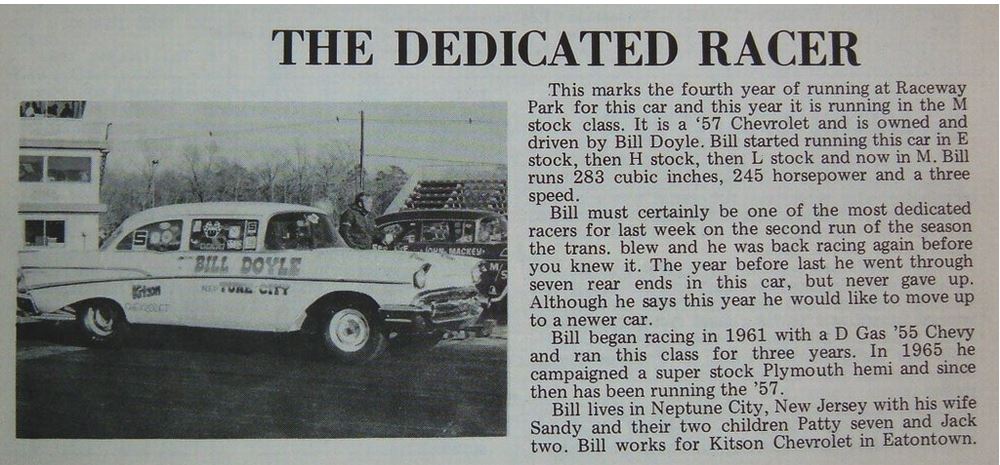 THE DEDICATED RACER
This marks the fourth year of running at Raceway
Park for this car and this year it is running in the M
stock class. It is a '57 Chevrolet and is owned and
driven by Bill Doyle. Bill started running this car in E
stock, then H stock, then L stock and now in M. Bill
runs 283 cubic inches, 245 horsepower and a three
speed.
Bill must certainly be one of the most dedicated
racers for last week on the second run of the season
the trans. blew and he was back racing again before
you knew it. The year before last he went through
seven rear ends in this car, but never gave up.
Although he says this year he would like to move up
to a newer car.
Bill began racing in 1961 with a D Gas '55 Chevy
and ran this class for three years. In 1965 he
campaigned a super stock Plymouth hemi and since
then has been running the '57.
Bill lives in Neptune City, New Jersey with his wife
Sandy and their two children Patty seven and Jack
two. Bill works for Kitson Chevrolet in Eatontown.
BILL DOYLE
NEPTUNE CITY
Kitson
CHEVROLET
JOHN MACKEY
M/S